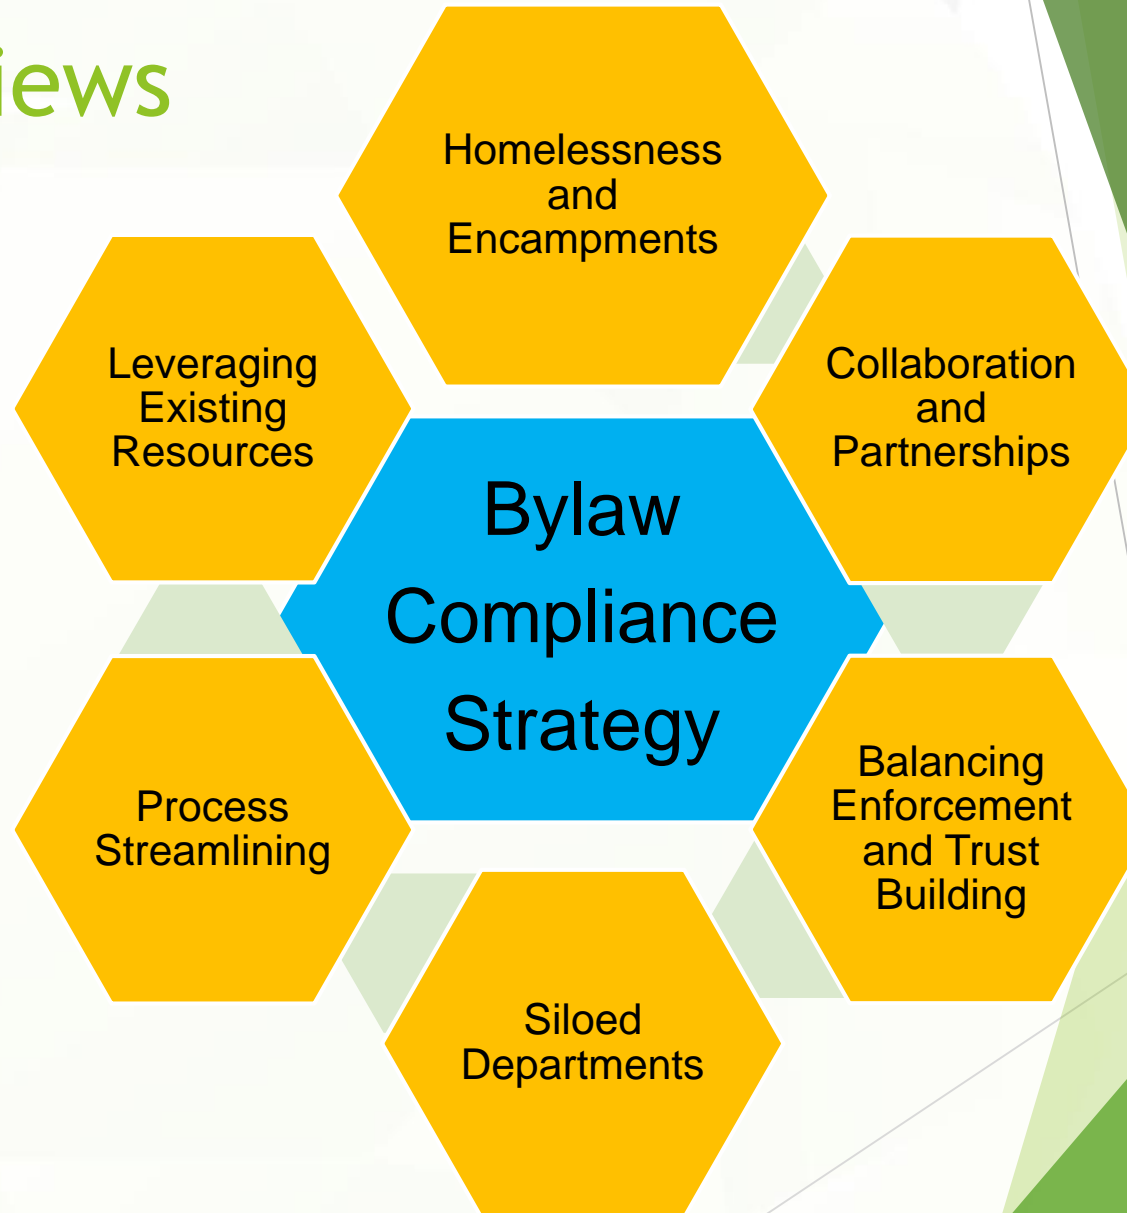 iews
Homelessness
and
Encampments
Leveraging
Existing
Resources
Collaboration
and
Partnerships
Bylaw
Compliance
Strategy
Process
Streamlining
Balancing
Enforcement
and Trust
Building
Siloed
Departments